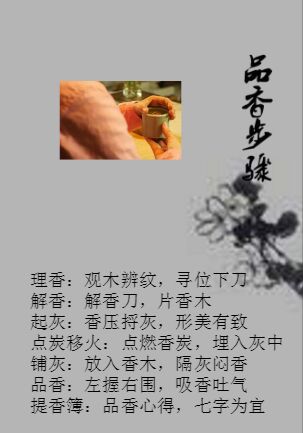 品香步骤
理香：观木辨纹，寻位下刀
解香：解香刀，片香木
起灰：香压捋灰，形美有致
点炭移火：点燃香炭，埋入灰中
铺灰：放入香木，隔灰闷香
品香：左握右围，吸香吐气
提香簿：品香心得，七字为宜